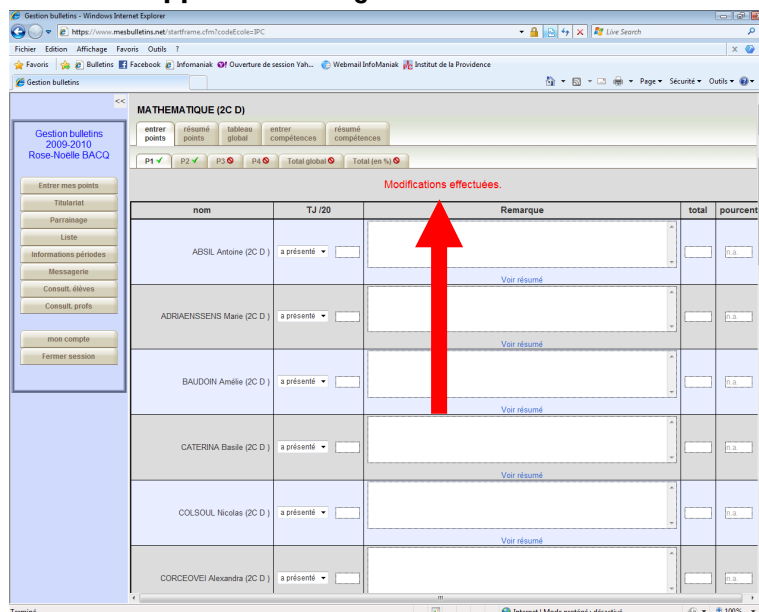 Gestion bulletins - Windows Internet Explorer
https://www.mesbulletins.net/startframe.cfm?codeEcole=IPC
Live Search
Fichier Edition Affichage Favoris Outils ?
Favoris Bulletins Facebook Infomaniak Ouverture de session Yah... Webmail InfoManiak Institut de la Providence
Gestion bulletins Page Sécurité Outils
<<
MATHEMATIQUE (2C D)
entrer points résumé points tableau global entrer compétences résumé compétences
P1 P2 P3 P4 Total global Total (en %)
Modifications effectuées.
Gestion bulletins
2009-2010
Rose-Noëlle BACQ
Entrer mes points
Titulariat
Parrainage
Liste
Informations périodes
Messagerie
Consult. élèves
Consult. profs
mon compte
Fermer session
nom TJ /20 Remarque total pourcent
ABSIL Antoine (2C D ) a présenté n.a.
Voir résumé
ADRIAENSSENS Marie (2C D ) a présenté n.a.
Voir résumé
BAUDOIN Amélie (2C D ) a présenté n.a.
Voir résumé
CATERINA Basile (2C D ) a présenté n.a.
Voir résumé
COLSOUL Nicolas (2C D ) a présenté n.a.
Voir résumé
CORCEOVEI Alexandra (2C D ) a présenté n.a.
Terminé Internet | Mode protégé : désactivé 100%